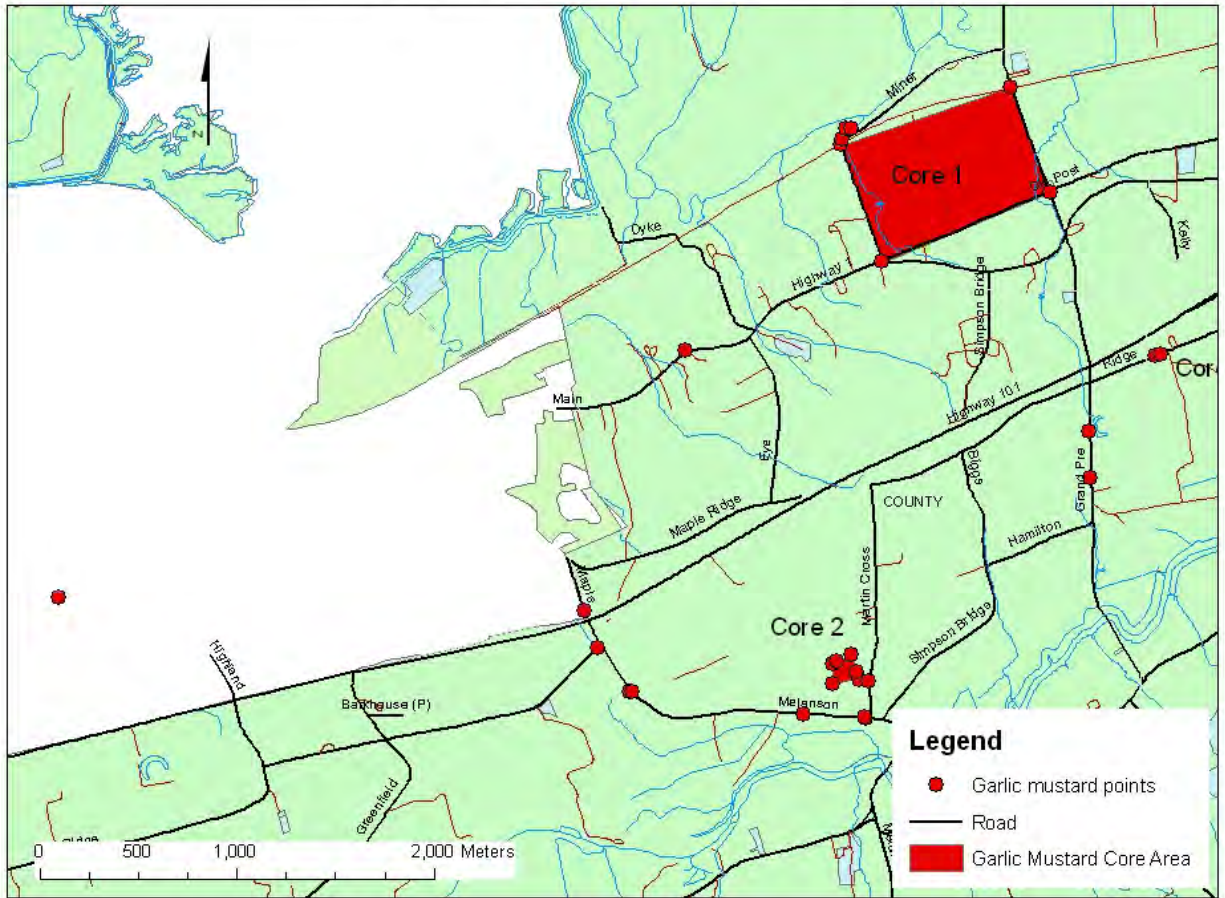 N
Miner
Core 1
Post
Dyke
Kelly
Highway 1
Simpson Bridge
Ridge
Highway 101
Main
Eye
Biggs
Grand Pre
COUNTY
Maple Ridge
Hamilton
Martin Cross
Maple
Core 2
Simpson Bridge
Highland
Melanson
(P)
Greenfield
Legend
Garlic mustard points
Road
Garlic Mustard Core Area
0 500 1,000 2,000 Meters